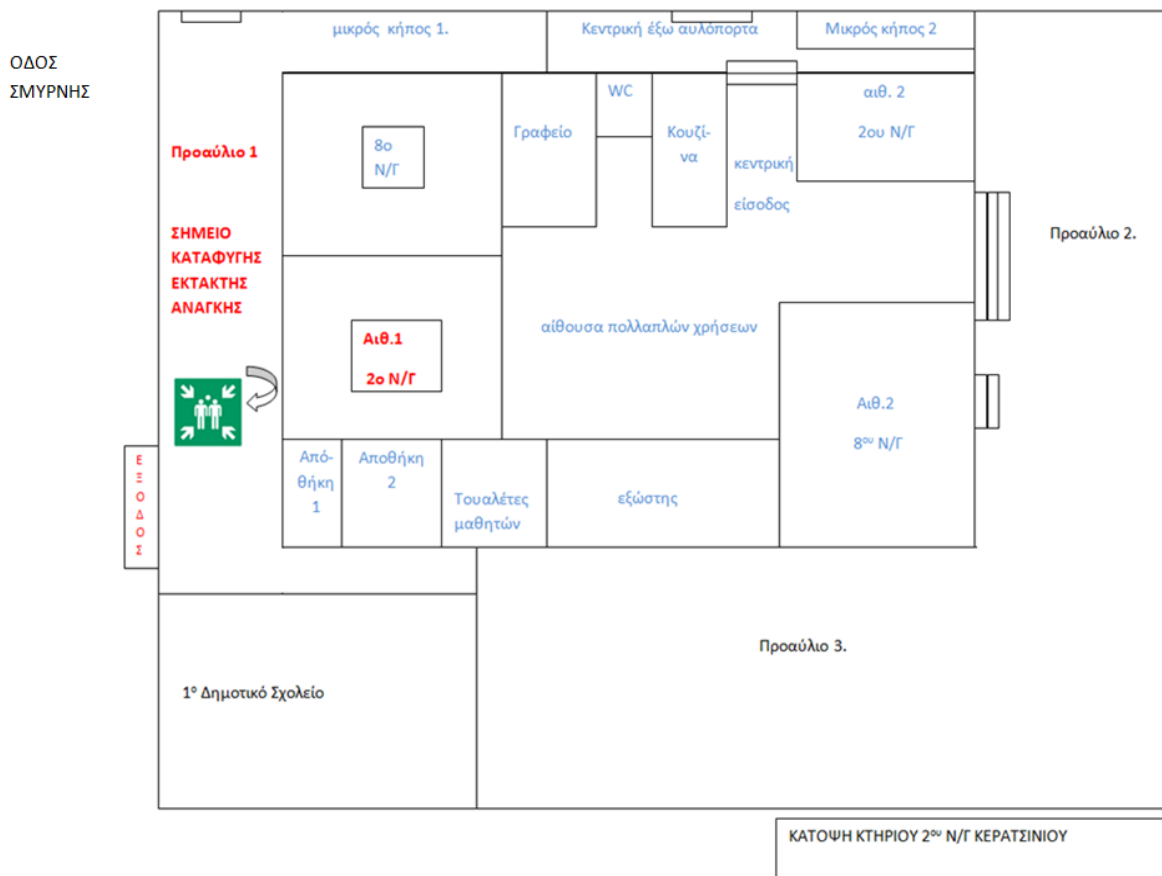 μικρός κήπος 1.
Κεντρική έξω αυλόπορτα
Μικρός κήπος 2
ΟΔΟΣ
ΣΜΥΡΝΗΣ
Προαύλιο 1
ΣΗΜΕΙΟ
ΚΑΤΑΦΥΓΗΣ
ΕΚΤΑΚΤΗΣ
ΑΝΑΓΚΗΣ
8ο
Ν/Γ
Γραφείο
WC
Κουζί-
να
κεντρική
είσοδος
αιθ. 2
2ου Ν/Γ
Προαύλιο 2.
Αιθ.1
2ο Ν/Γ
αίθουσα πολλαπλών χρήσεων
Αιθ.2
8ου Ν/Γ
Ε
Ξ
Ο
Δ
Ο
Σ
Από-
θήκη
1
Αποθήκη
2
Τουαλέτες
μαθητών
εξώστης
Προαύλιο 3.
1ο Δημοτικό Σχολείο
ΚΑΤΟΨΗ ΚΤΗΡΙΟΥ 2ου Ν/Γ ΚΕΡΑΤΣΙΝΙΟΥ